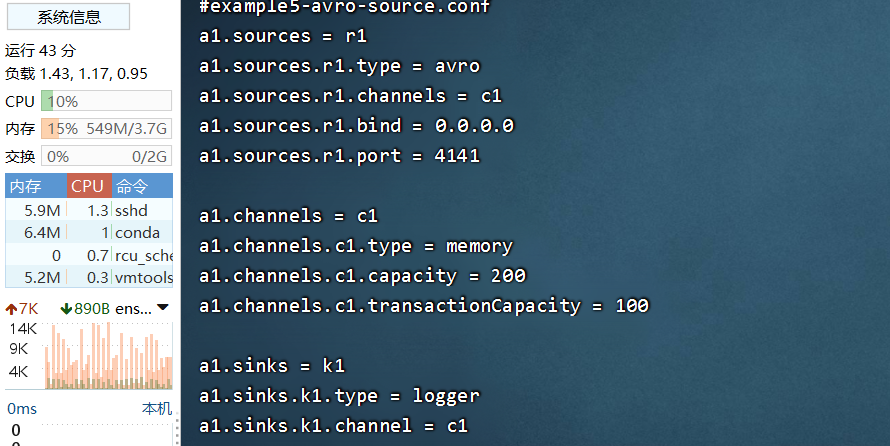 系统信息
运行 43 分
负载 1.43, 1.17, 0.95
CPU 10%
内存 15% 549M/3.7G
交换 0% 0/2G
内存 CPU 命令
5.9M 1.3 sshd
6.4M 1 conda
0 0.7 rcu_sche
5.2M 0.3 vmtools
7K 890B ens...
14K
9K
4K
0ms 本机
0
#example5-avro-source.conf
a1.sources = r1
a1.sources.r1.type = avro
a1.sources.r1.channels = c1
a1.sources.r1.bind = 0.0.0.0
a1.sources.r1.port = 4141
a1.channels = c1
a1.channels.c1.type = memory
a1.channels.c1.capacity = 200
a1.channels.c1.transactionCapacity = 100
a1.sinks = k1
a1.sinks.k1.type = logger
a1.sinks.k1.channel = c1